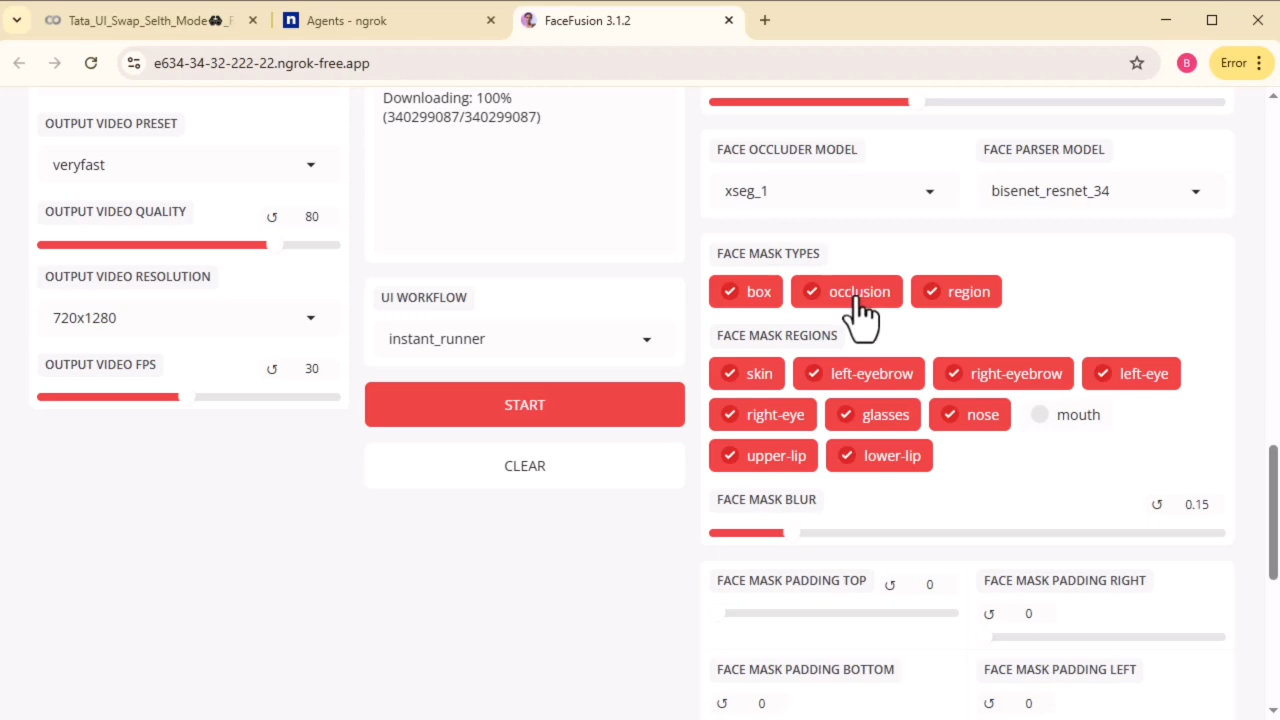 Tata_UI_Swap_Selth_Mode
Agents - ngrok
FaceFusion 3.1.2
e634-34-32-222-22.ngrok-free.app
B
Error
OUTPUT VIDEO PRESET
veryfast
OUTPUT VIDEO QUALITY
80
OUTPUT VIDEO RESOLUTION
720x1280
OUTPUT VIDEO FPS
30
Downloading: 100%
(340299087/340299087)
UI WORKFLOW
instant_runner
START
CLEAR
FACE OCCLUDER MODEL
xseg_1
FACE PARSER MODEL
bisenet_resnet_34
FACE MASK TYPES
box occlusion region
FACE MASK REGIONS
skin left-eyebrow right-eyebrow left-eye
right-eye glasses nose mouth
upper-lip lower-lip
FACE MASK BLUR
0.15
FACE MASK PADDING TOP
0
FACE MASK PADDING RIGHT
0
FACE MASK PADDING BOTTOM
0
FACE MASK PADDING LEFT
0